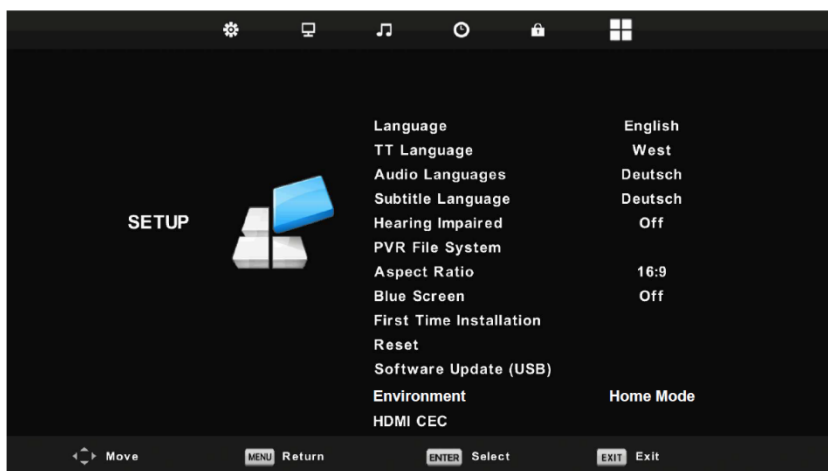 Language English
TT Language West
Audio Languages Deutsch
Subtitle Language Deutsch
SETUP
Hearing Impaired Off
PVR File System
Aspect Ratio 16:9
Blue Screen Off
First Time Installation
Reset
Software Update (USB)
Environment Home Mode
HDMI CEC
Move MENU Return ENTER Select EXIT Exit